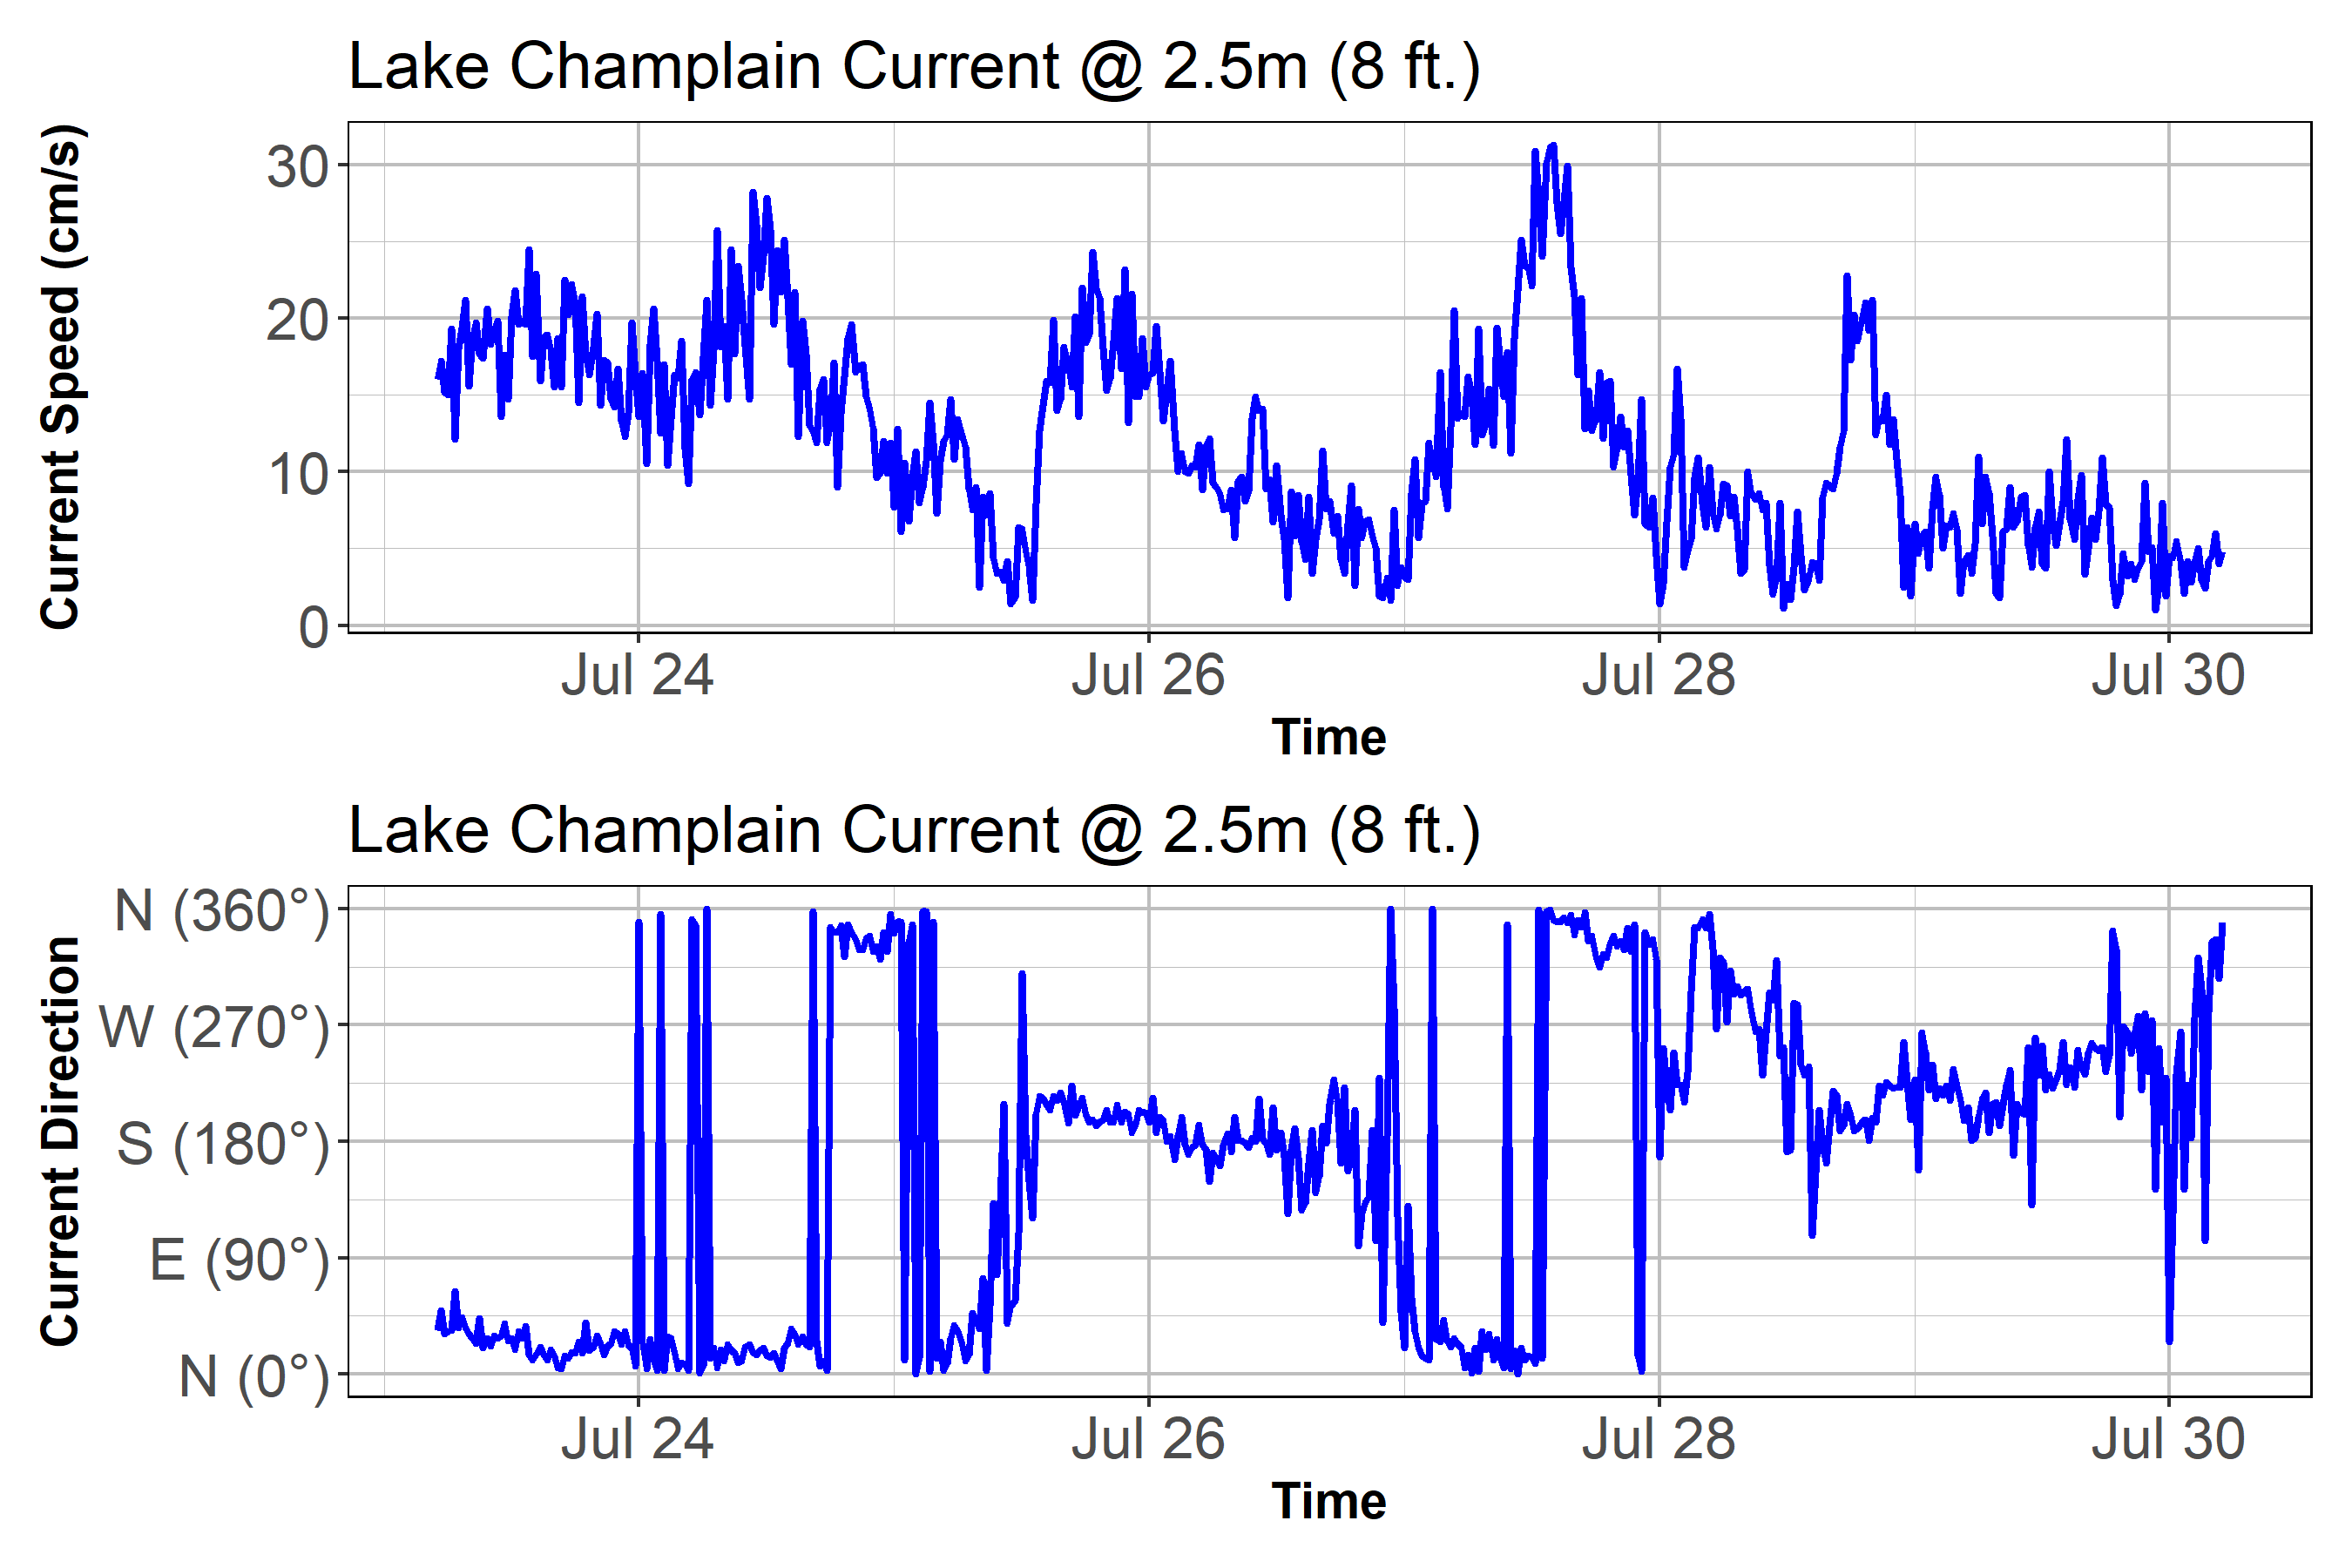 Lake Champlain Current @ 2.5m (8 ft.)
Current Speed (cm/s)
30
20
10
0
Jul 24 Jul 26 Jul 28 Jul 30
Time
Lake Champlain Current @ 2.5m (8 ft.)
Current Direction
N (360°)
W (270°)
S (180°)
E (90°)
N (0°)
Jul 24 Jul 26 Jul 28 Jul 30
Time